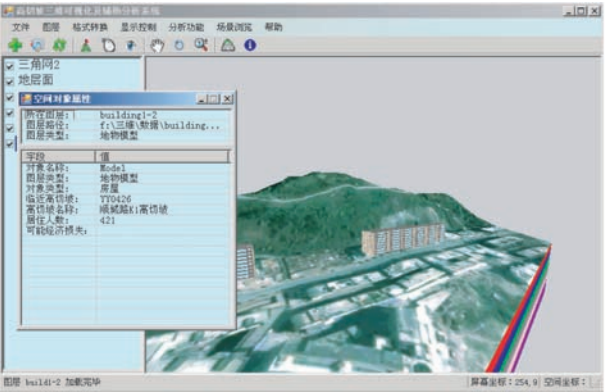 高切坡三维可视化及辅助分析系统
文件 图层 格式转换 显示控制 分析功能 场景浏览 帮助
三角网2
地层面
空间对象属性
所在图层: building1-2
图层路径: f:\三维\数据\building...
图层类型: 地物模型
字段 值
对象名称: Model
图层类型: 地物模型
对象类型: 房屋
临近高切坡: YY0426
高切坡名称: 顺城路K1高切坡
居住人数: 421
可能经济损失:
图层 buildi-2 加载完毕 屏幕坐标:254,9 空间坐标: